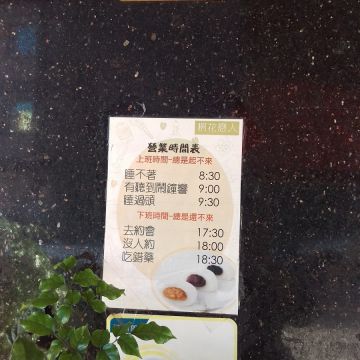 桐花戀人
營業時間表
上班時間-總是起不來
睡不著 8:30
有聽到鬧鐘響 9:00
睡過頭 9:30
下班時間-總是還不來
去約會 17:30
沒人約 18:00
吃錯藥 18:30